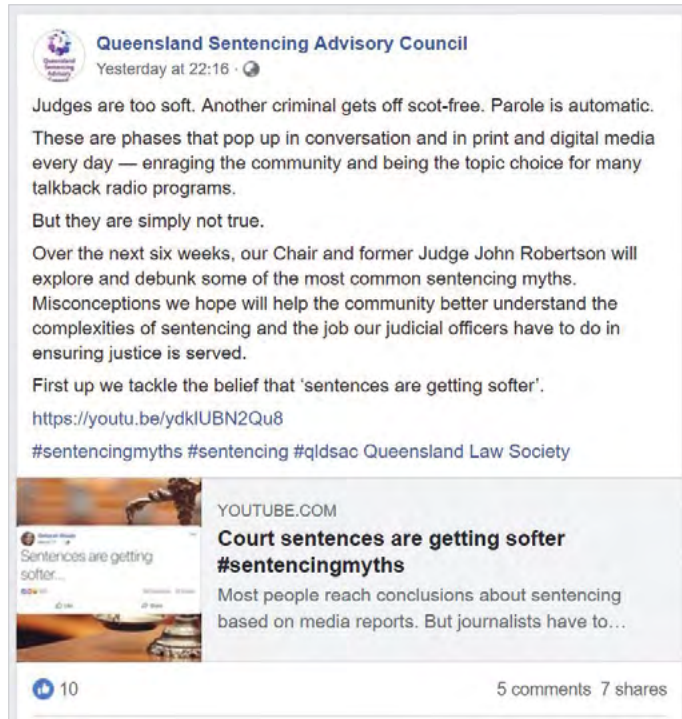 Queensland Sentencing Advisory Council
Queensland Sentencing Advisory Council
Yesterday at 22:16 ·
Judges are too soft. Another criminal gets off scot-free. Parole is automatic.
These are phases that pop up in conversation and in print and digital media
every day — enraging the community and being the topic choice for many
talkback radio programs.
But they are simply not true.
Over the next six weeks, our Chair and former Judge John Robertson will
explore and debunk some of the most common sentencing myths.
Misconceptions we hope will help the community better understand the
complexities of sentencing and the job our judicial officers have to do in
ensuring justice is served.
First up we tackle the belief that ‘sentences are getting softer’.
https://youtu.be/ydklUBN2Qu8
#sentencingmyths #sentencing #qldsac Queensland Law Society
Sentences are getting
softer...
Like Share
YOUTUBE.COM
Court sentences are getting softer
#sentencingmyths
Most people reach conclusions about sentencing
based on media reports. But journalists have to…
10 5 comments 7 shares